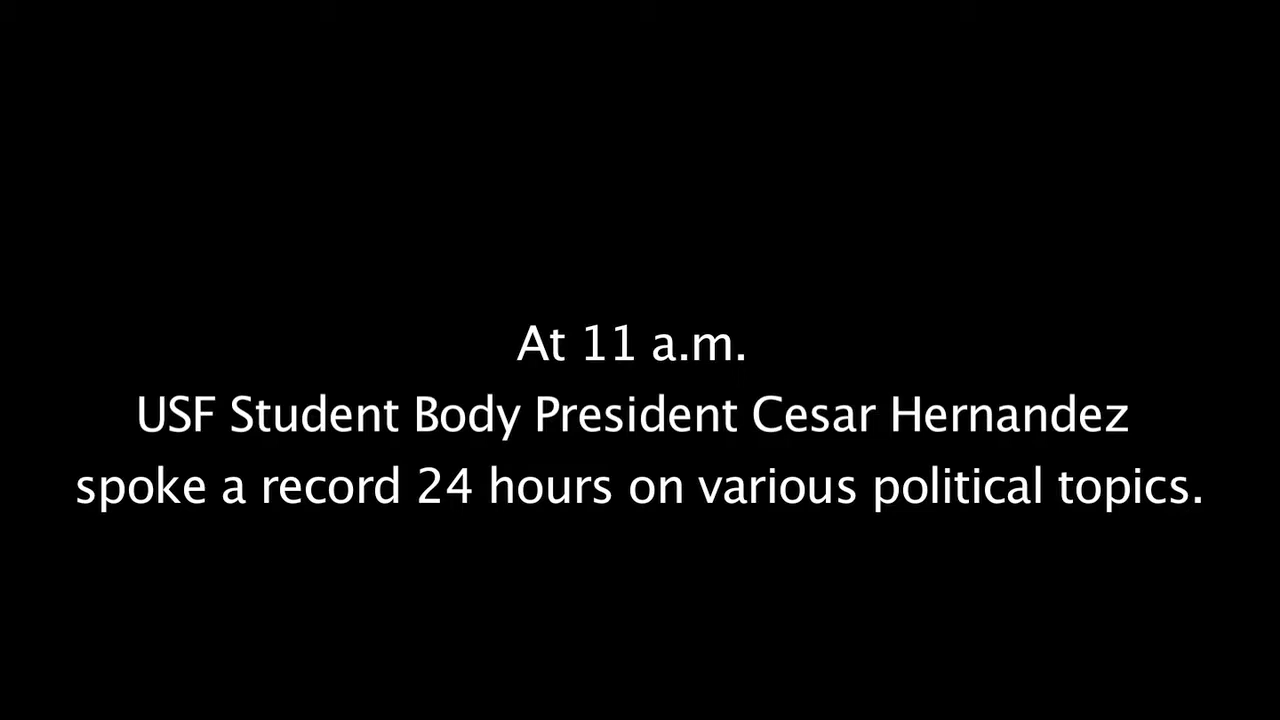 At 11 a.m.
USF Student Body President Cesar Hernandez
spoke a record 24 hours on various political topics.